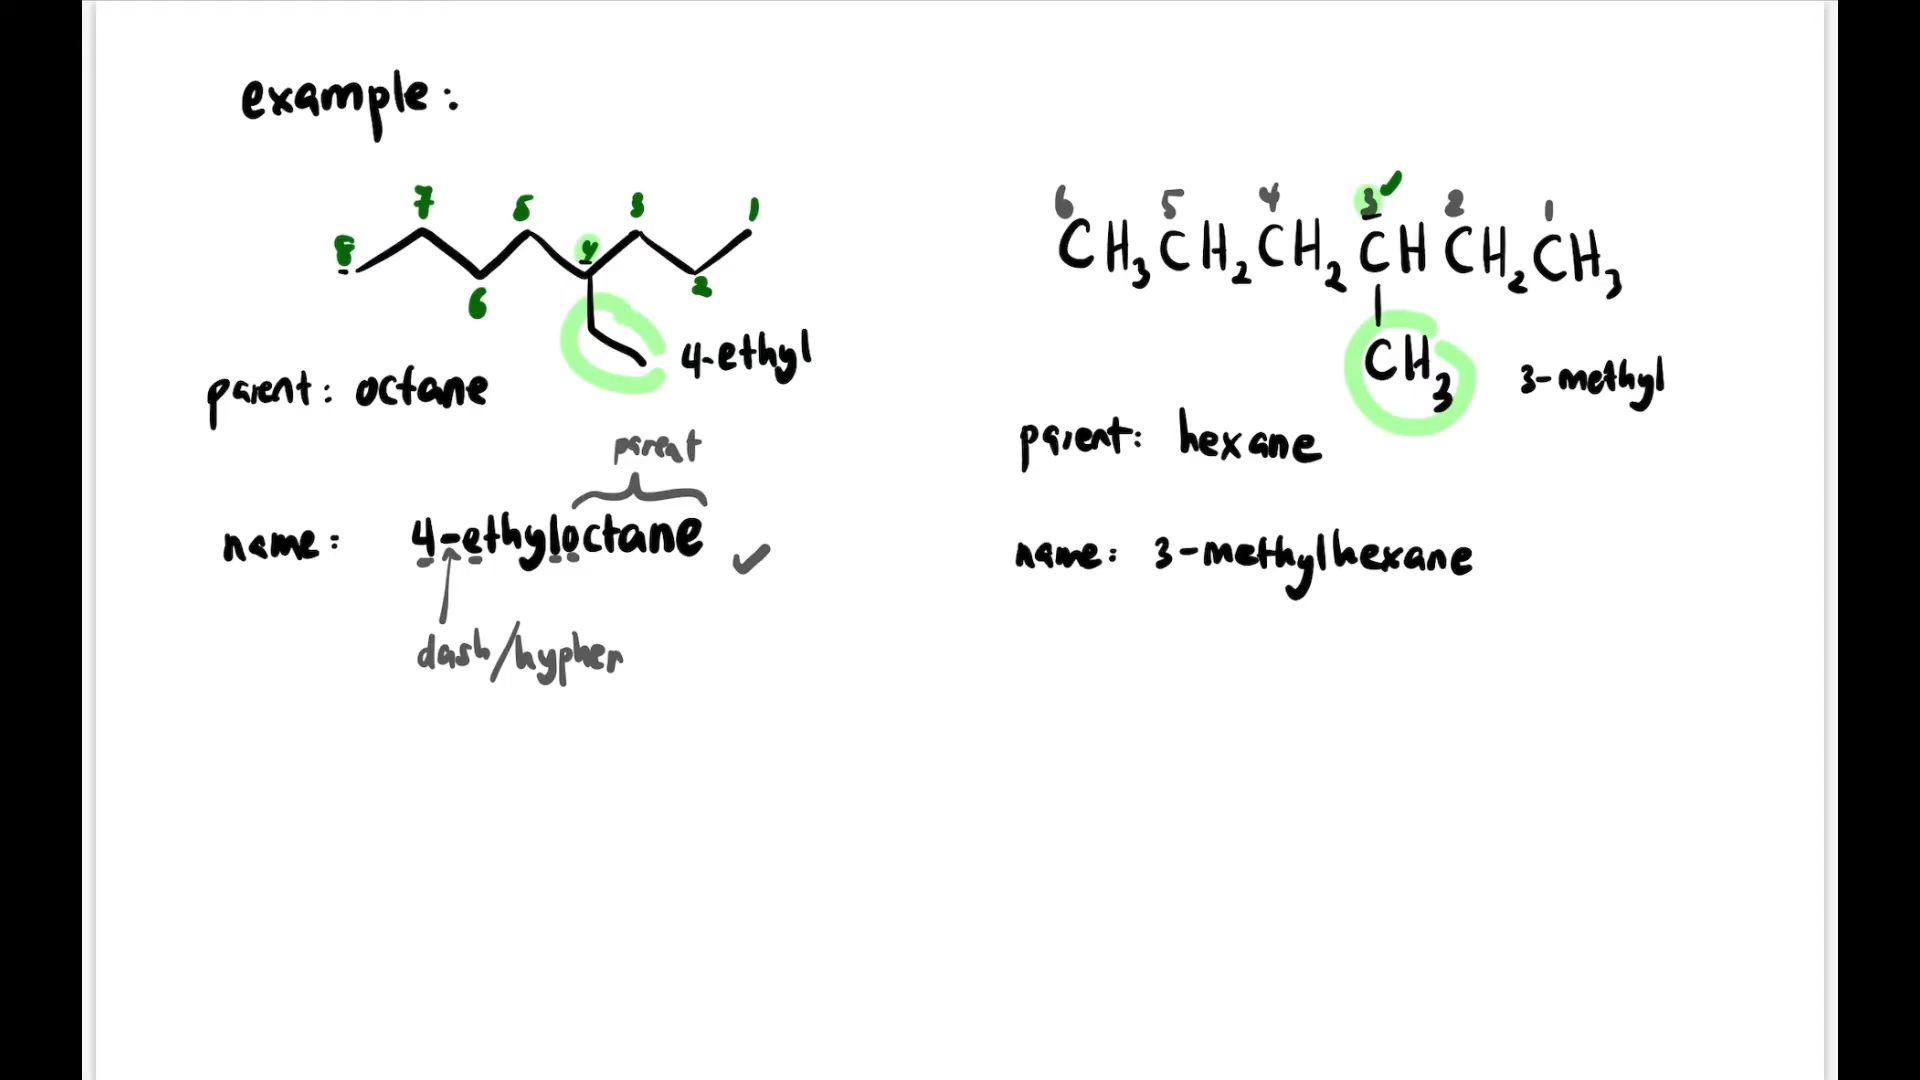 example:
7 5 3 1
8 4
6 2
4-ethyl
parent: octane
parent
name: 4-ethyloctane
dash/hyphen
6 5 4 3 2 1
CH3CH2CH2CHCH2CH3
CH3
3-methyl
parent: hexane
name: 3-methylhexane